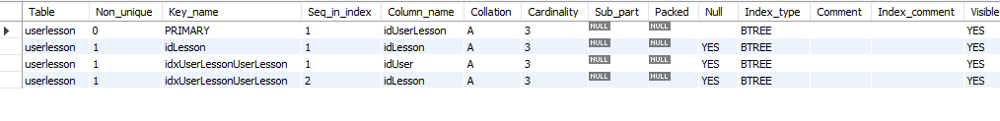 Table Non_unique Key_name Seq_in_index Column_name Collation Cardinality Sub_part Packed Null Index_type Comment Index_comment Visible
userlesson 0 PRIMARY 1 idUserLesson A 3 NULL NULL BTREE YES
userlesson 1 idLesson 1 idLesson A 3 NULL NULL YES BTREE YES
userlesson 1 idxUserLessonUserLesson 1 idUser A 3 NULL NULL YES BTREE YES
userlesson 1 idxUserLessonUserLesson 2 idLesson A 3 NULL NULL YES BTREE YES